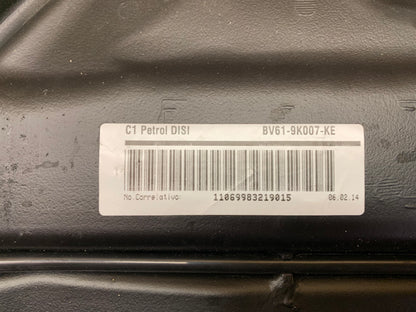 C1 Petrol DISI BV61-9K007-KE
No.Correlativo: 11069983219015 06.02.14